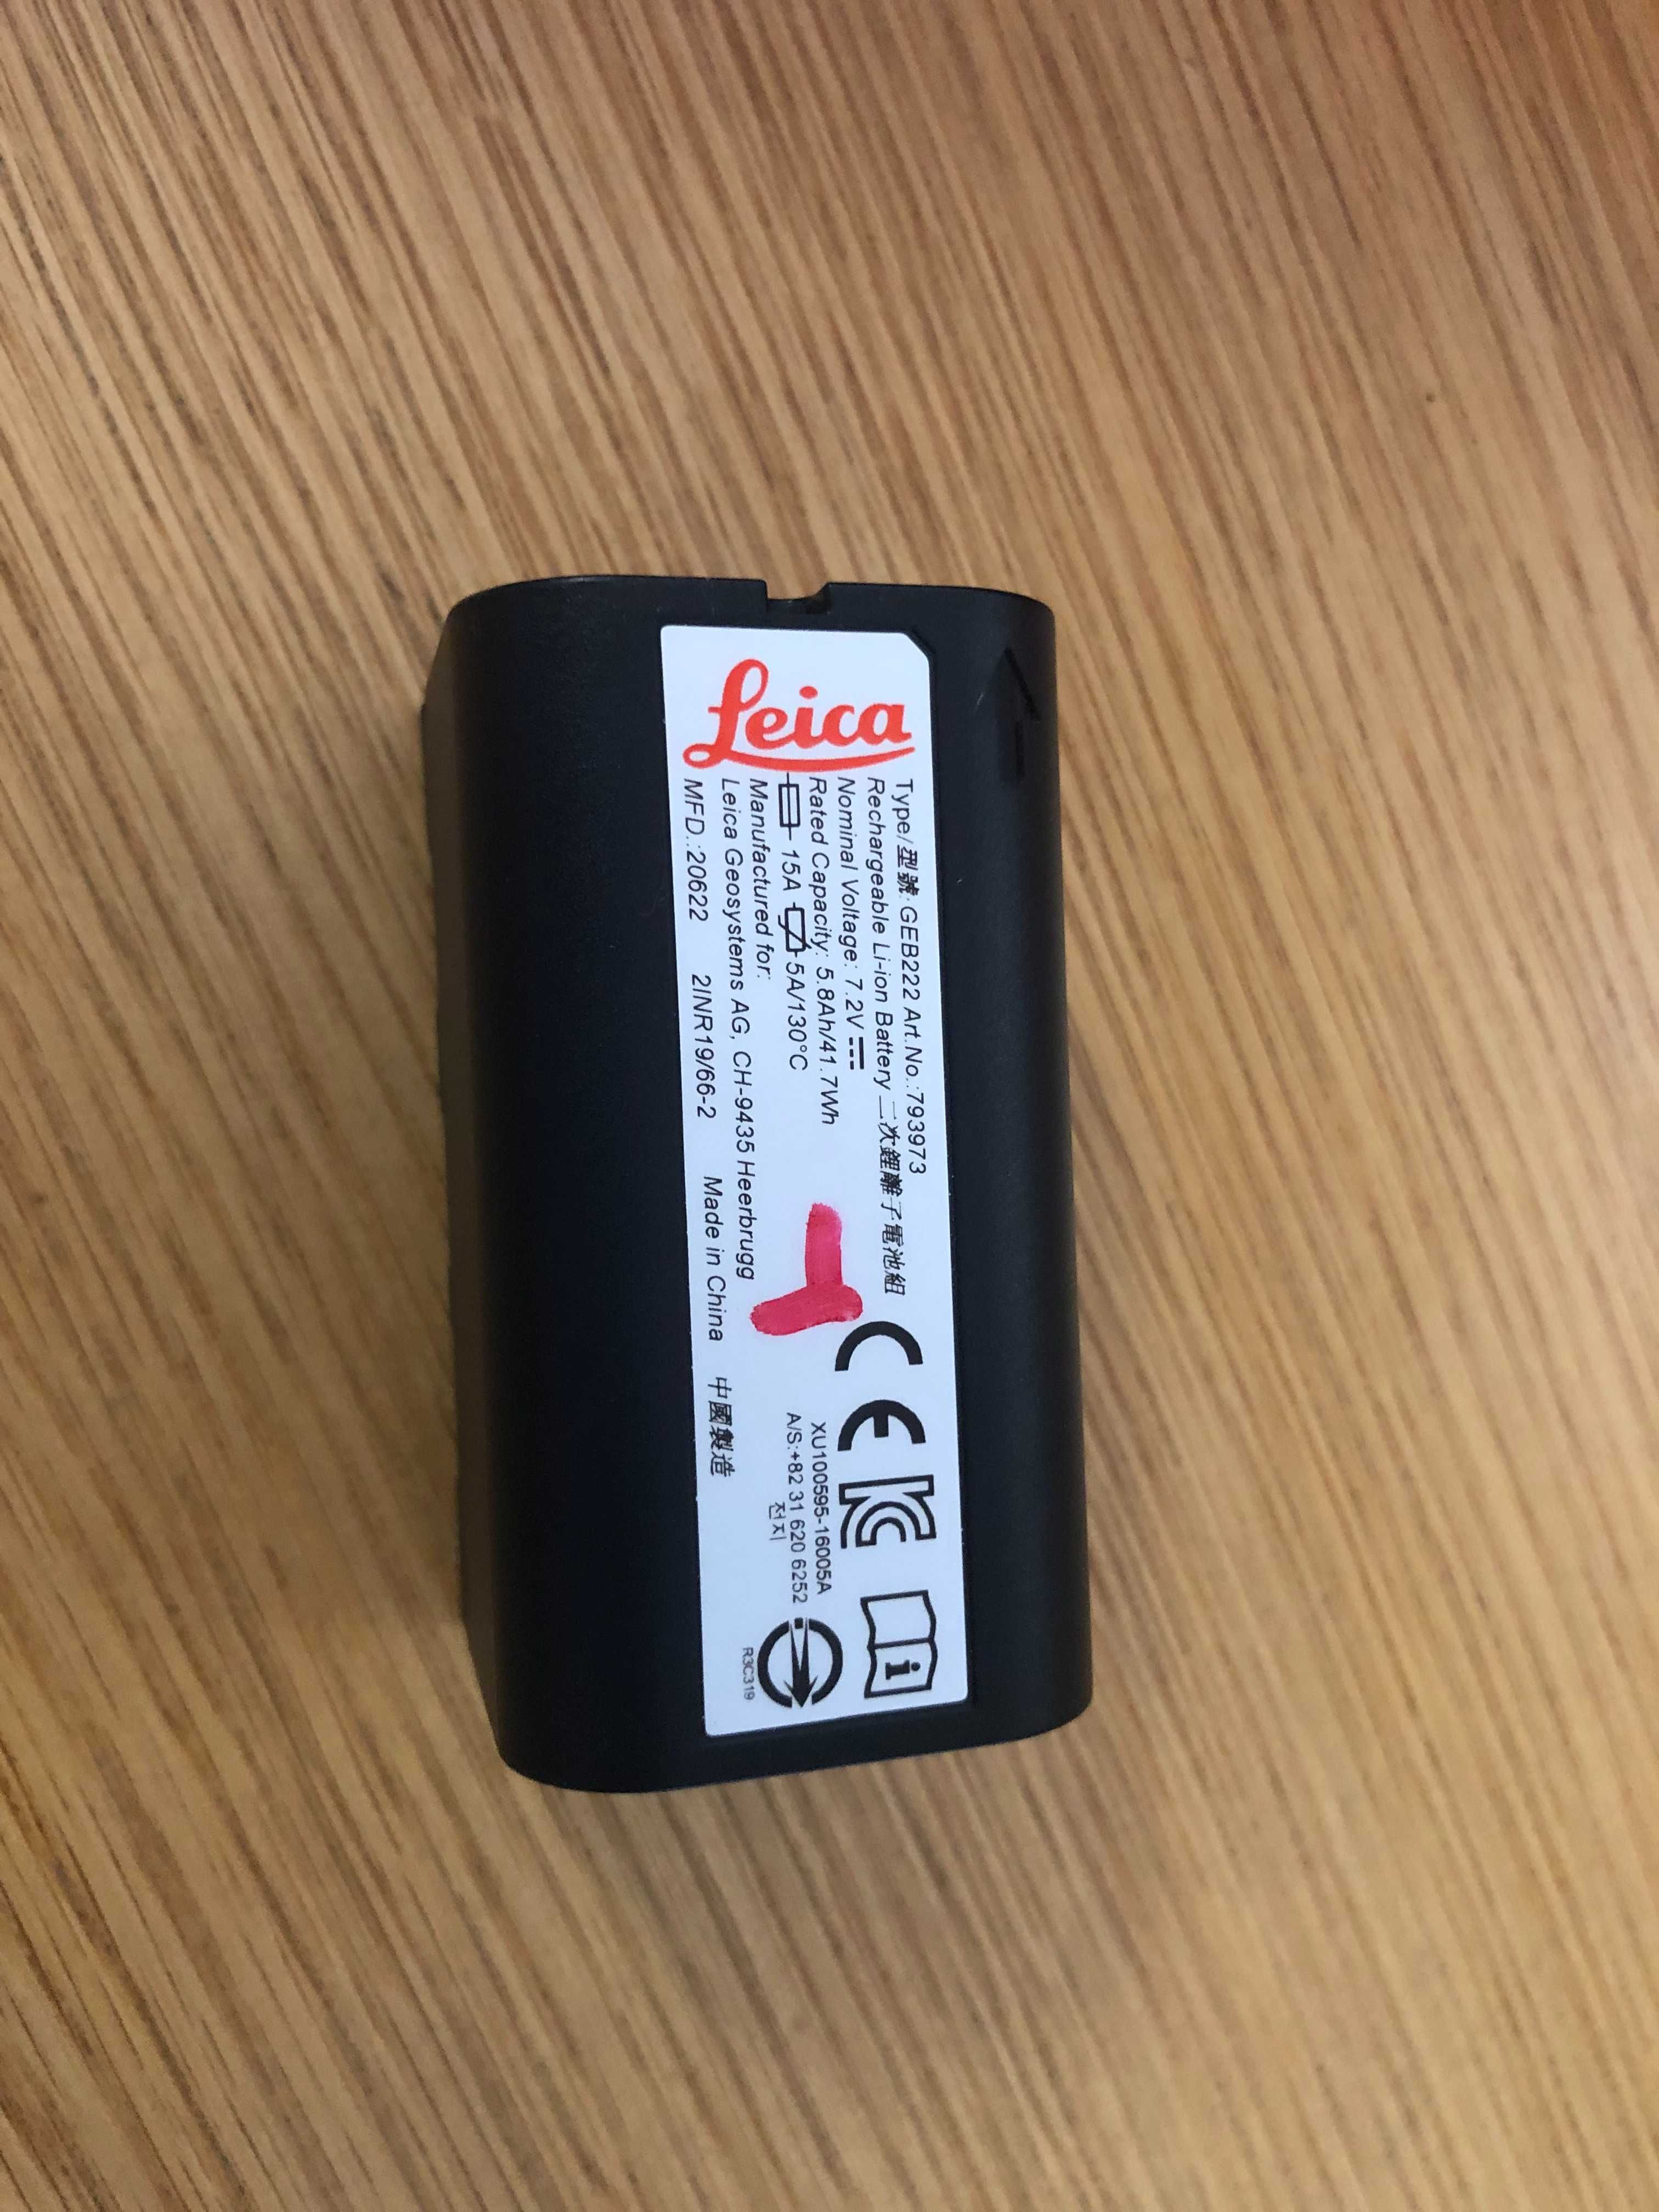 Leica
Type/型號: GEB222 Art.No.:793973
Rechargeable Li-ion Battery 二次鋰離子電池組
Nominal Voltage: 7.2V
Rated Capacity: 5.8Ah/41.7Wh
15A 5A/130°C
Manufactured for:
Leica Geosystems AG, CH-9435 Heerbrugg
MFD.:20622 2INR19/66-2 Made in China 中國製造
CE
XU100595-16005A
A/S:+82 31 620 6252
전지
R3C319